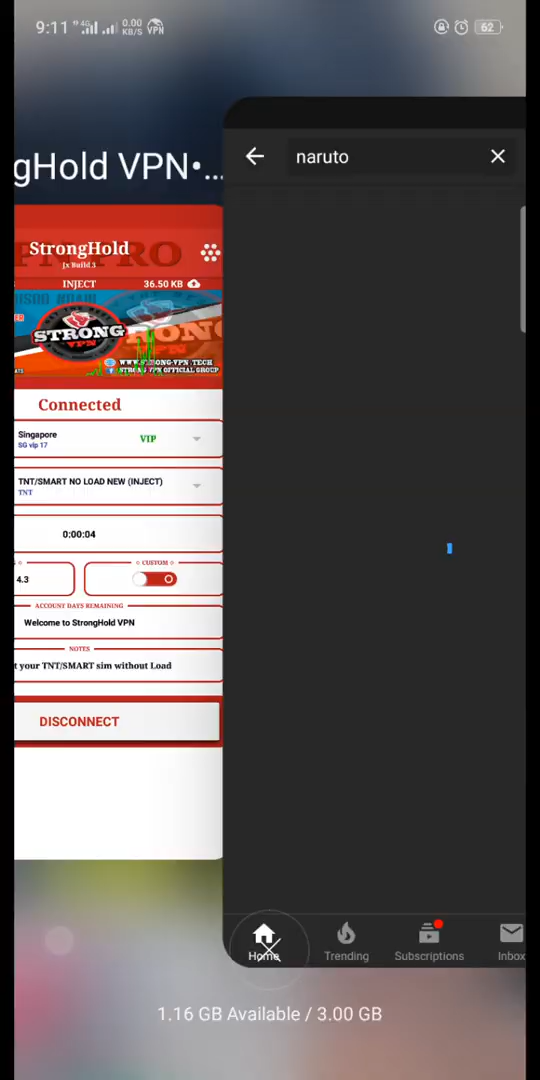 9:11 4G 0.00 KB/S VPN 62
gHold VPN•...
StrongHold
Jx Build 3
INJECT 36.50 KB
STRONG
VPN
WWW.STRONG-VPN.TECH
STRONG VPN OFFICIAL GROUP
Connected
Singapore
SG vip 17
VIP
TNT/SMART NO LOAD NEW (INJECT)
TNT
0:00:04
CUSTOM
4.3
ACCOUNT DAYS REMAINING
Welcome to StrongHold VPN
NOTES
t your TNT/SMART sim without Load
DISCONNECT
naruto
Home
Trending
Subscriptions
Inbox
1.16 GB Available / 3.00 GB